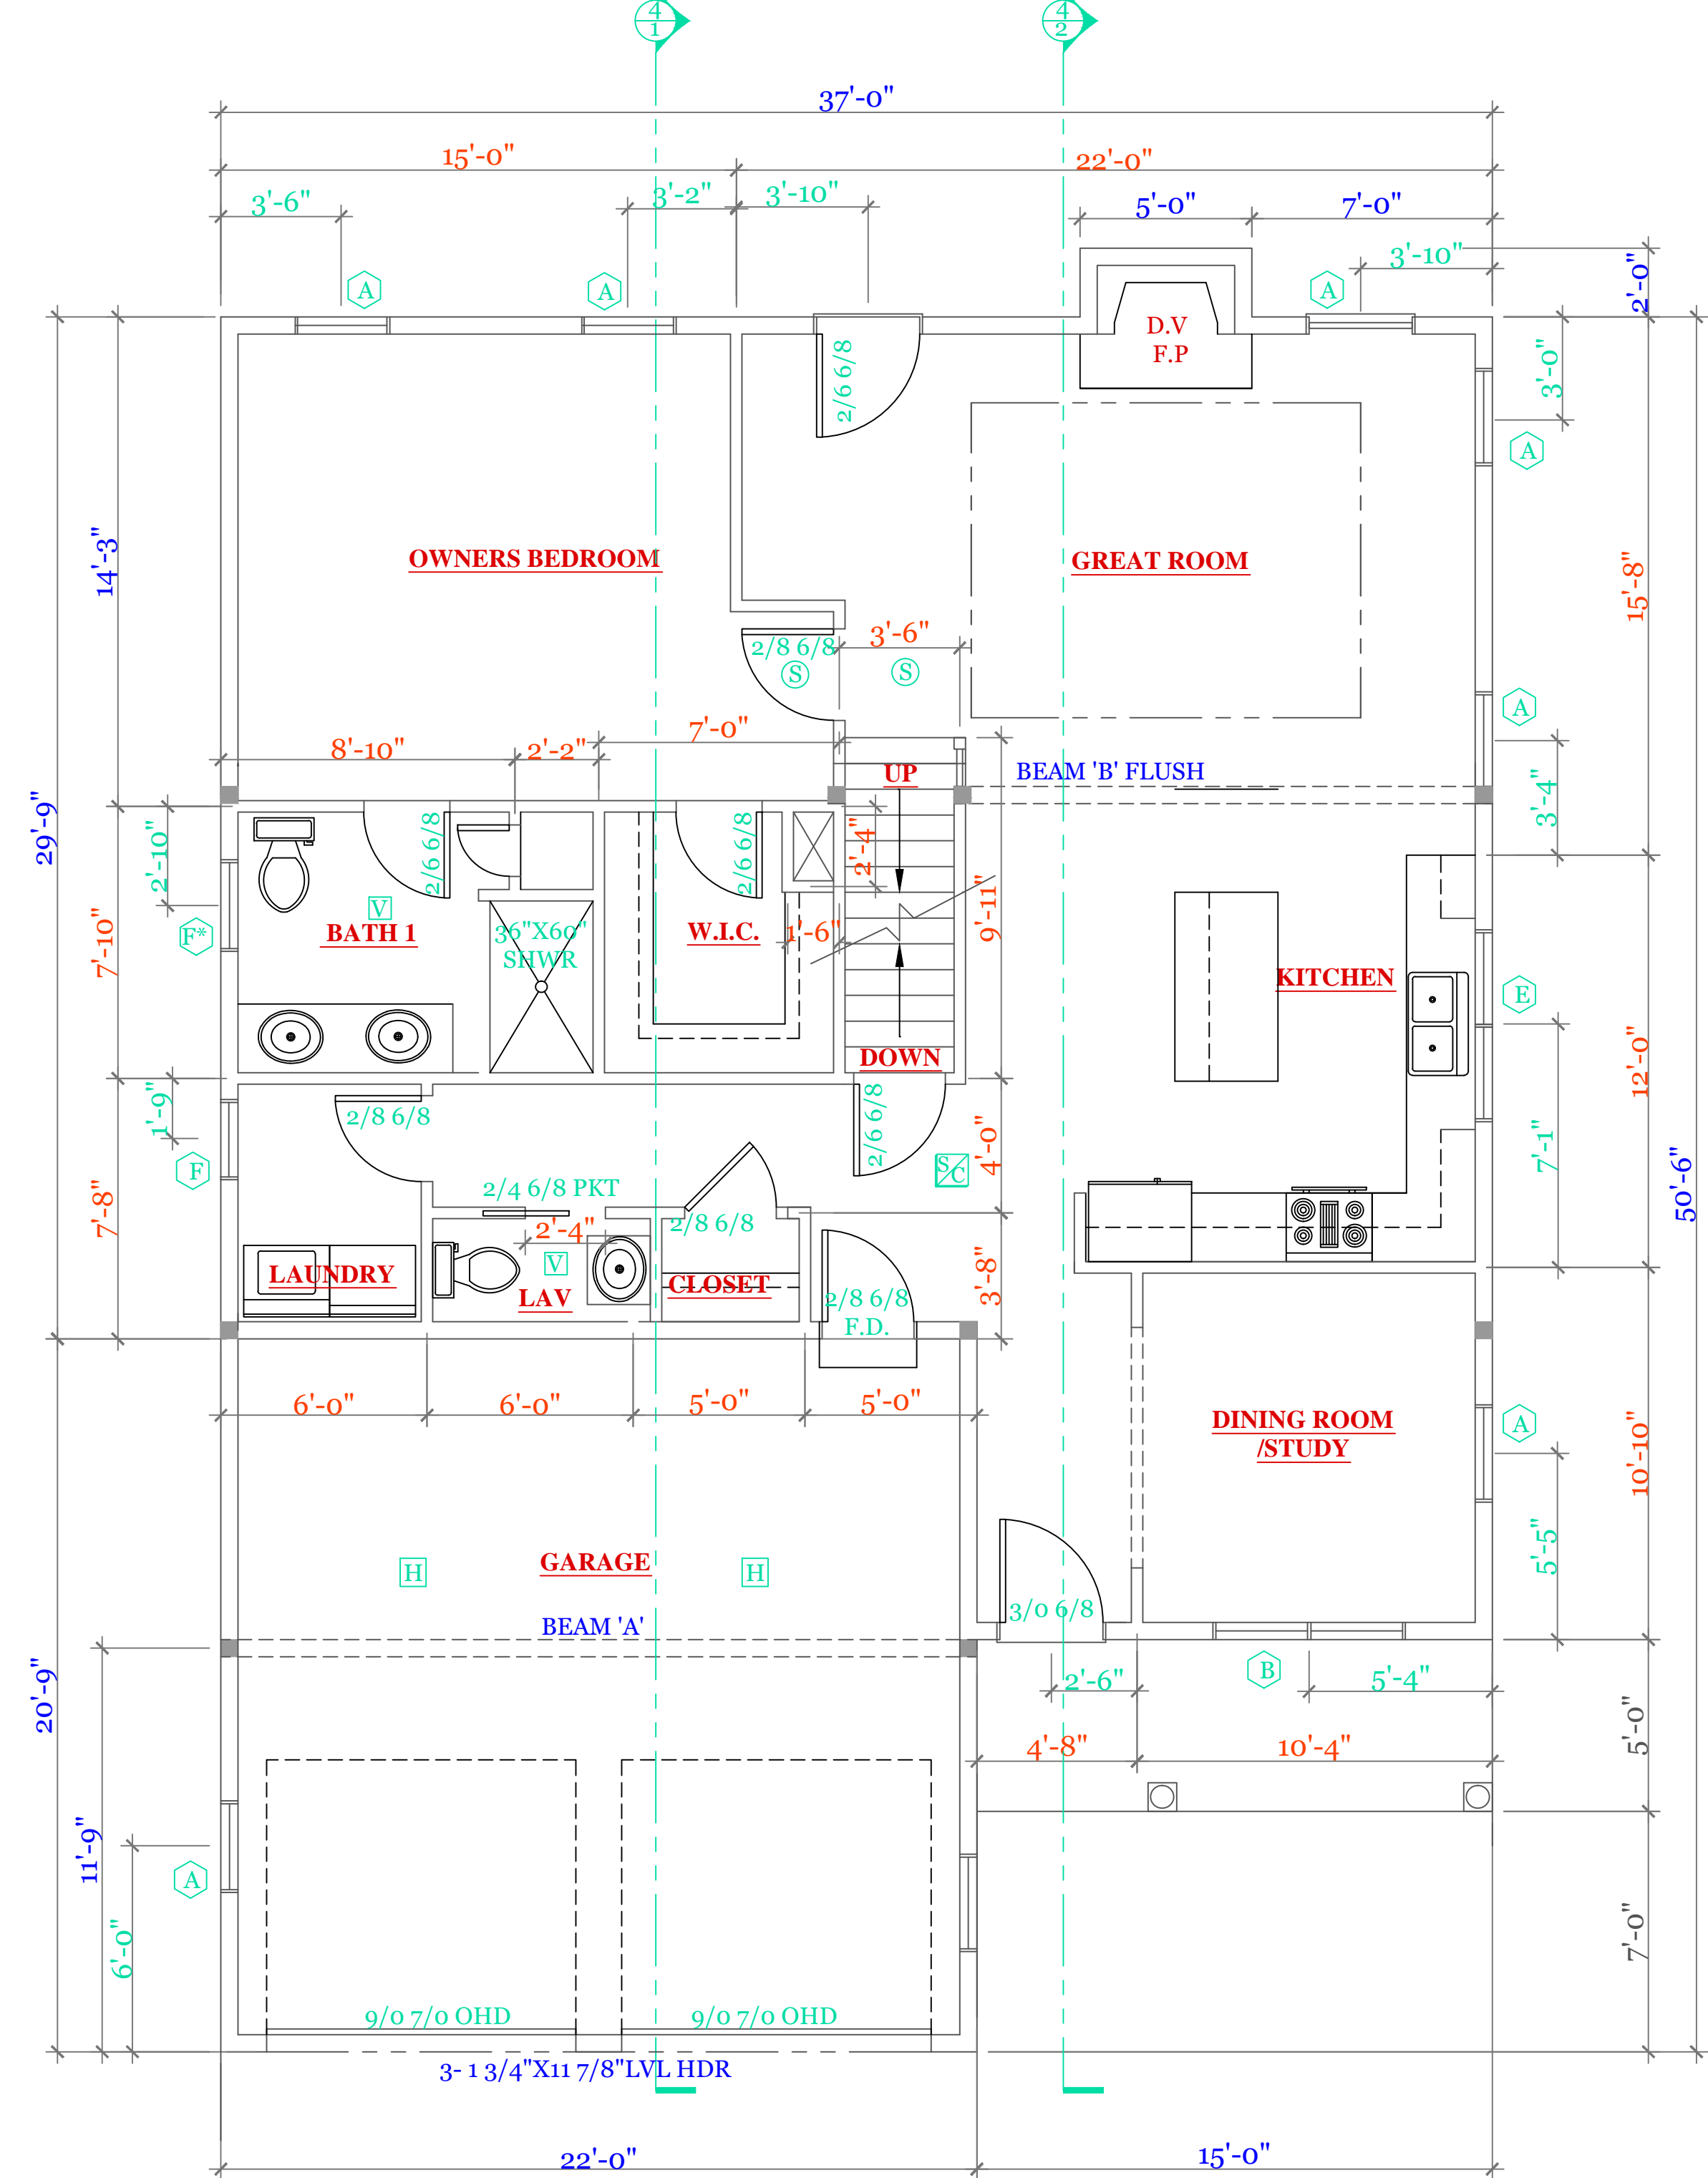 4
1
4
2
37'-0"
15'-0"
22'-0"
3'-6"
3'-2"
3'-10"
5'-0"
7'-0"
3'-10"
2'-0"
A
A
A
D.V
F.P
2/6 6/8
3'-0"
A
14'-3"
OWNERS BEDROOM
GREAT ROOM
15'-8"
2/8 6/8
S
3'-6"
S
A
8'-10"
2'-2"
7'-0"
UP
BEAM 'B' FLUSH
3'-4"
29'-9"
2'-10"
2/6 6/8
2/6 6/8
2'-4"
9'-11"
F*
V
BATH 1
36"X60"
SHWR
W.I.C.
1'-6"
7'-10"
KITCHEN
E
DOWN
12'-0"
1'-9"
2/8 6/8
2/6 6/8
4'-0"
S/C
7'-1"
F
2/4 6/8 PKT
2'-4"
2/8 6/8
7'-8"
50'-6"
V
LAUNDRY
LAV
CLOSET
3'-8"
2/8 6/8
F.D.
6'-0"
6'-0"
5'-0"
5'-0"
DINING ROOM
/STUDY
A
10'-10"
5'-5"
H
GARAGE
H
3/0 6/8
BEAM 'A'
20'-9"
2'-6"
B
5'-4"
5'-0"
4'-8"
10'-4"
11'-9"
A
6'-0"
7'-0"
9/0 7/0 OHD
9/0 7/0 OHD
3- 1 3/4"X11 7/8"LVL HDR
22'-0"
15'-0"